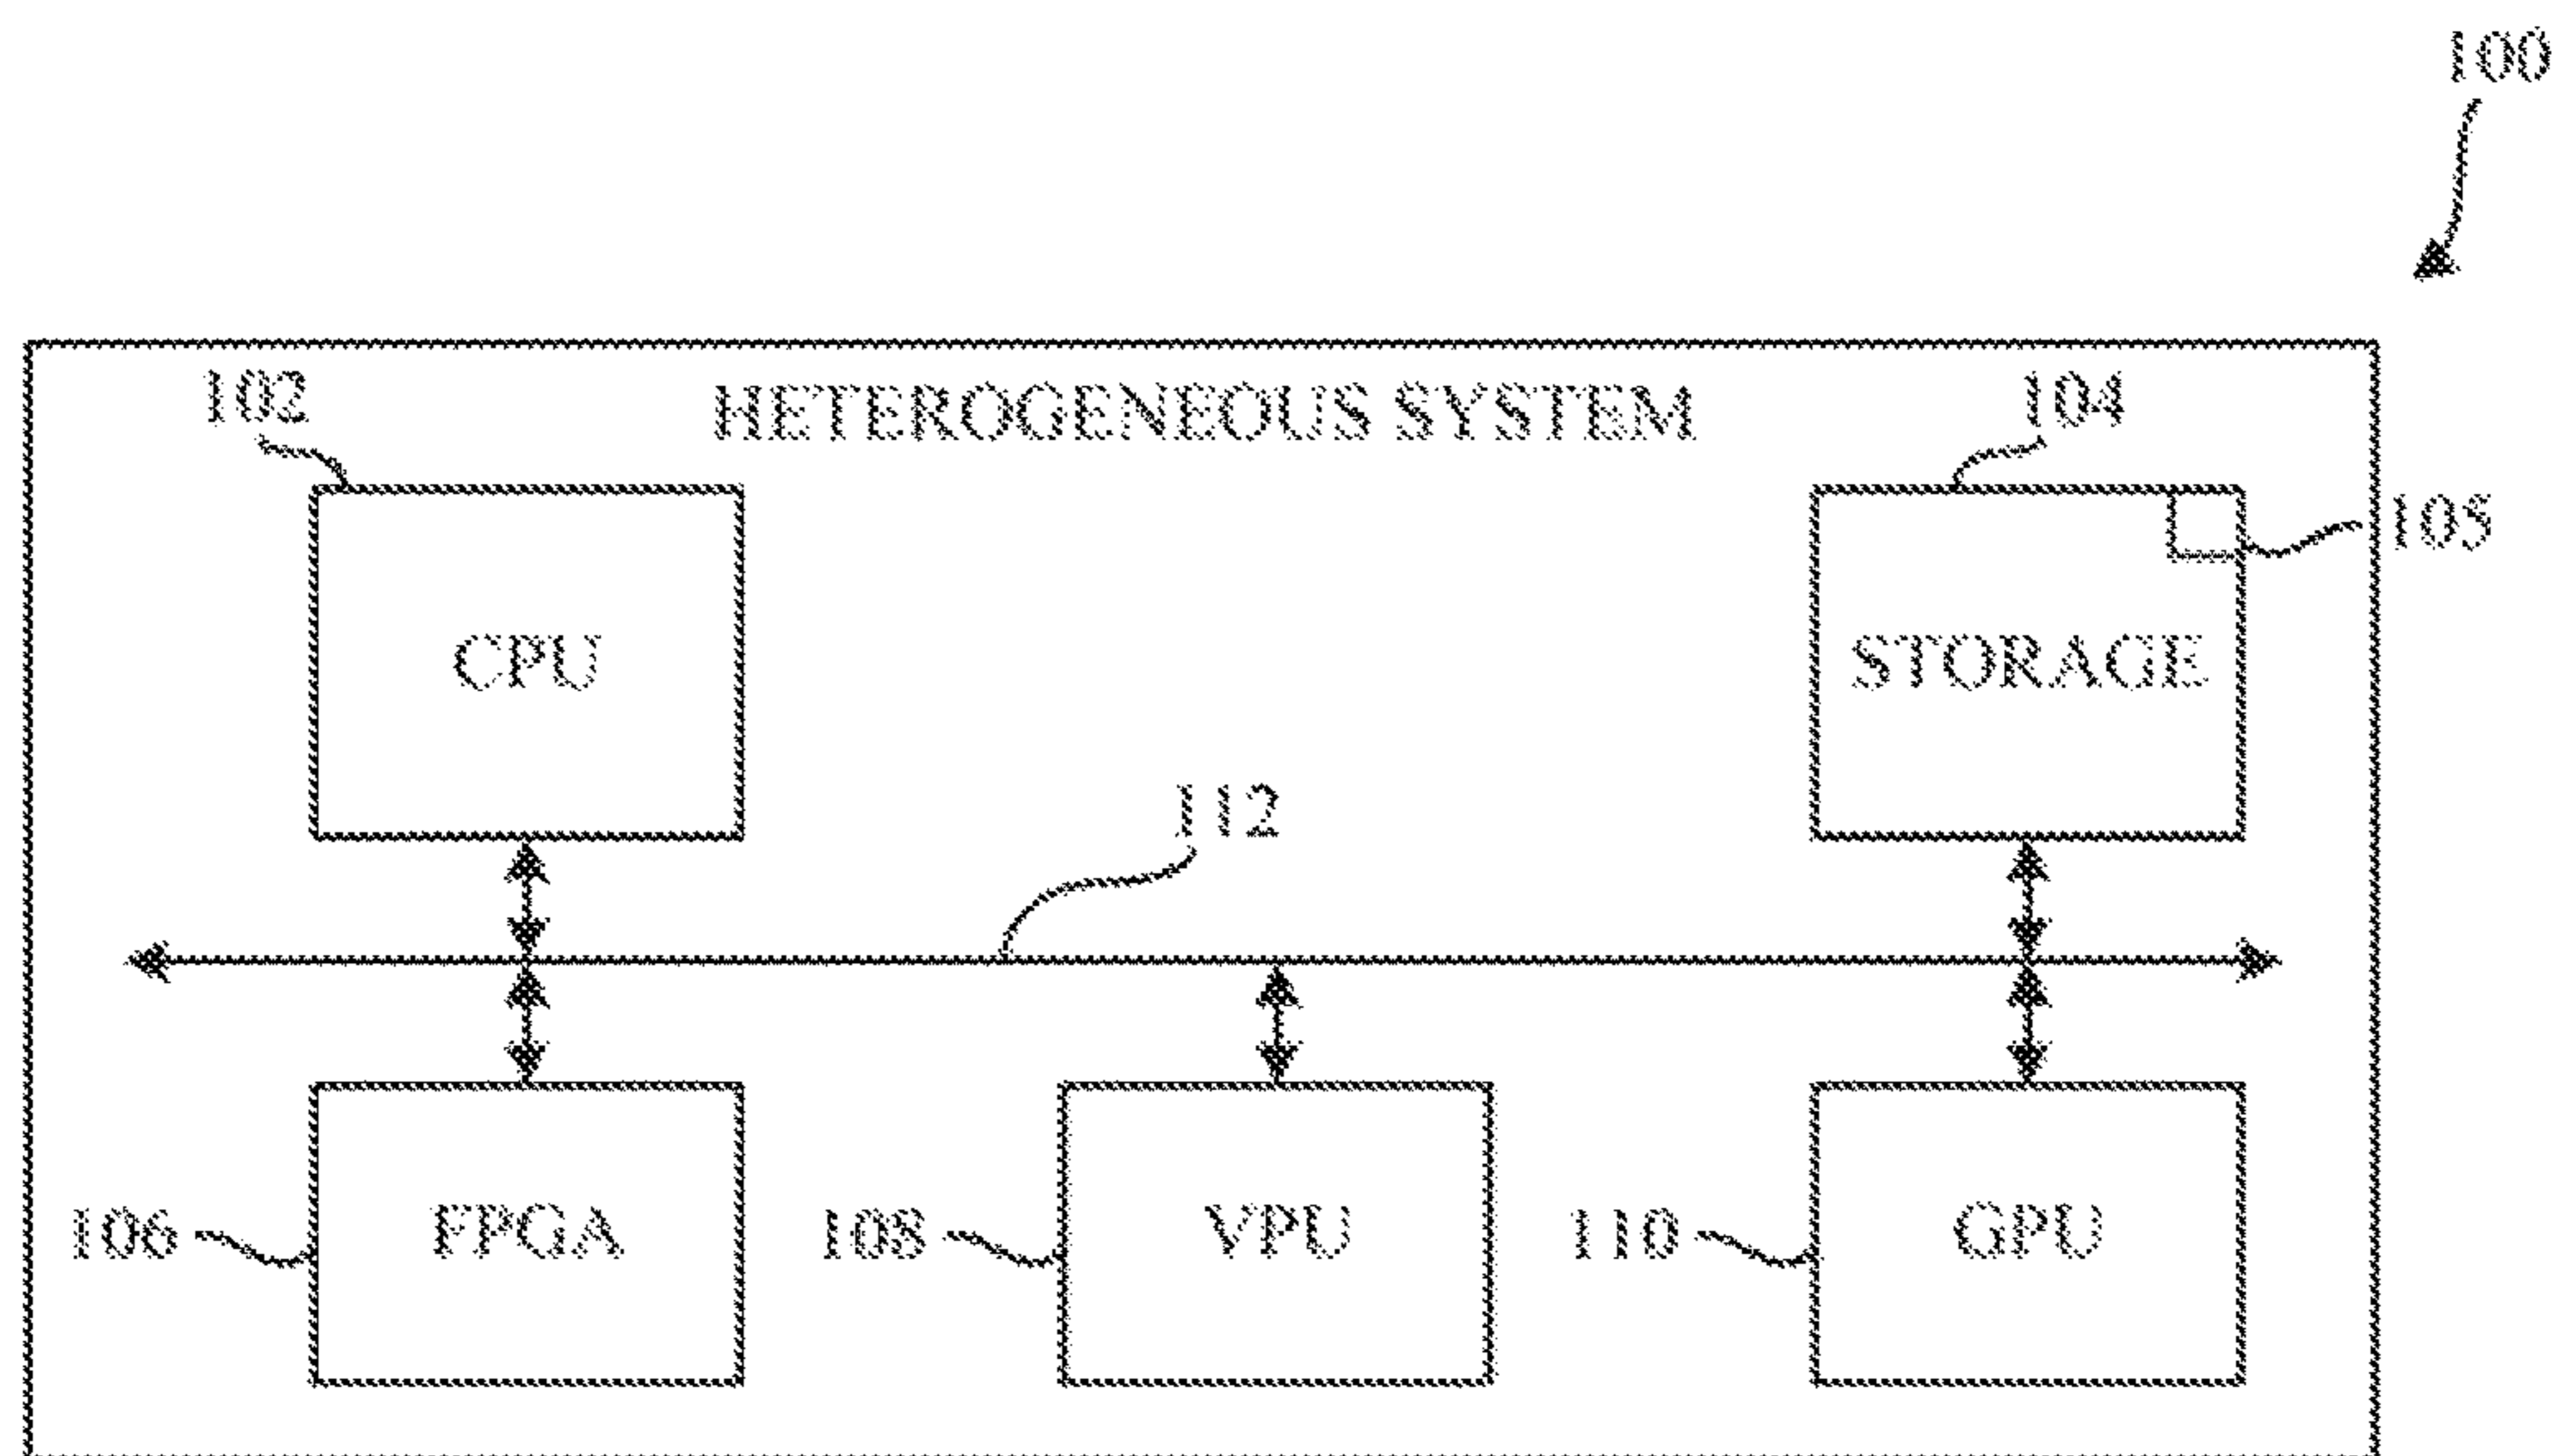 100
HETEROGENEOUS SYSTEM
102
104
105
CPU
STORAGE
112
106
FPGA
108
VPU
110
GPU